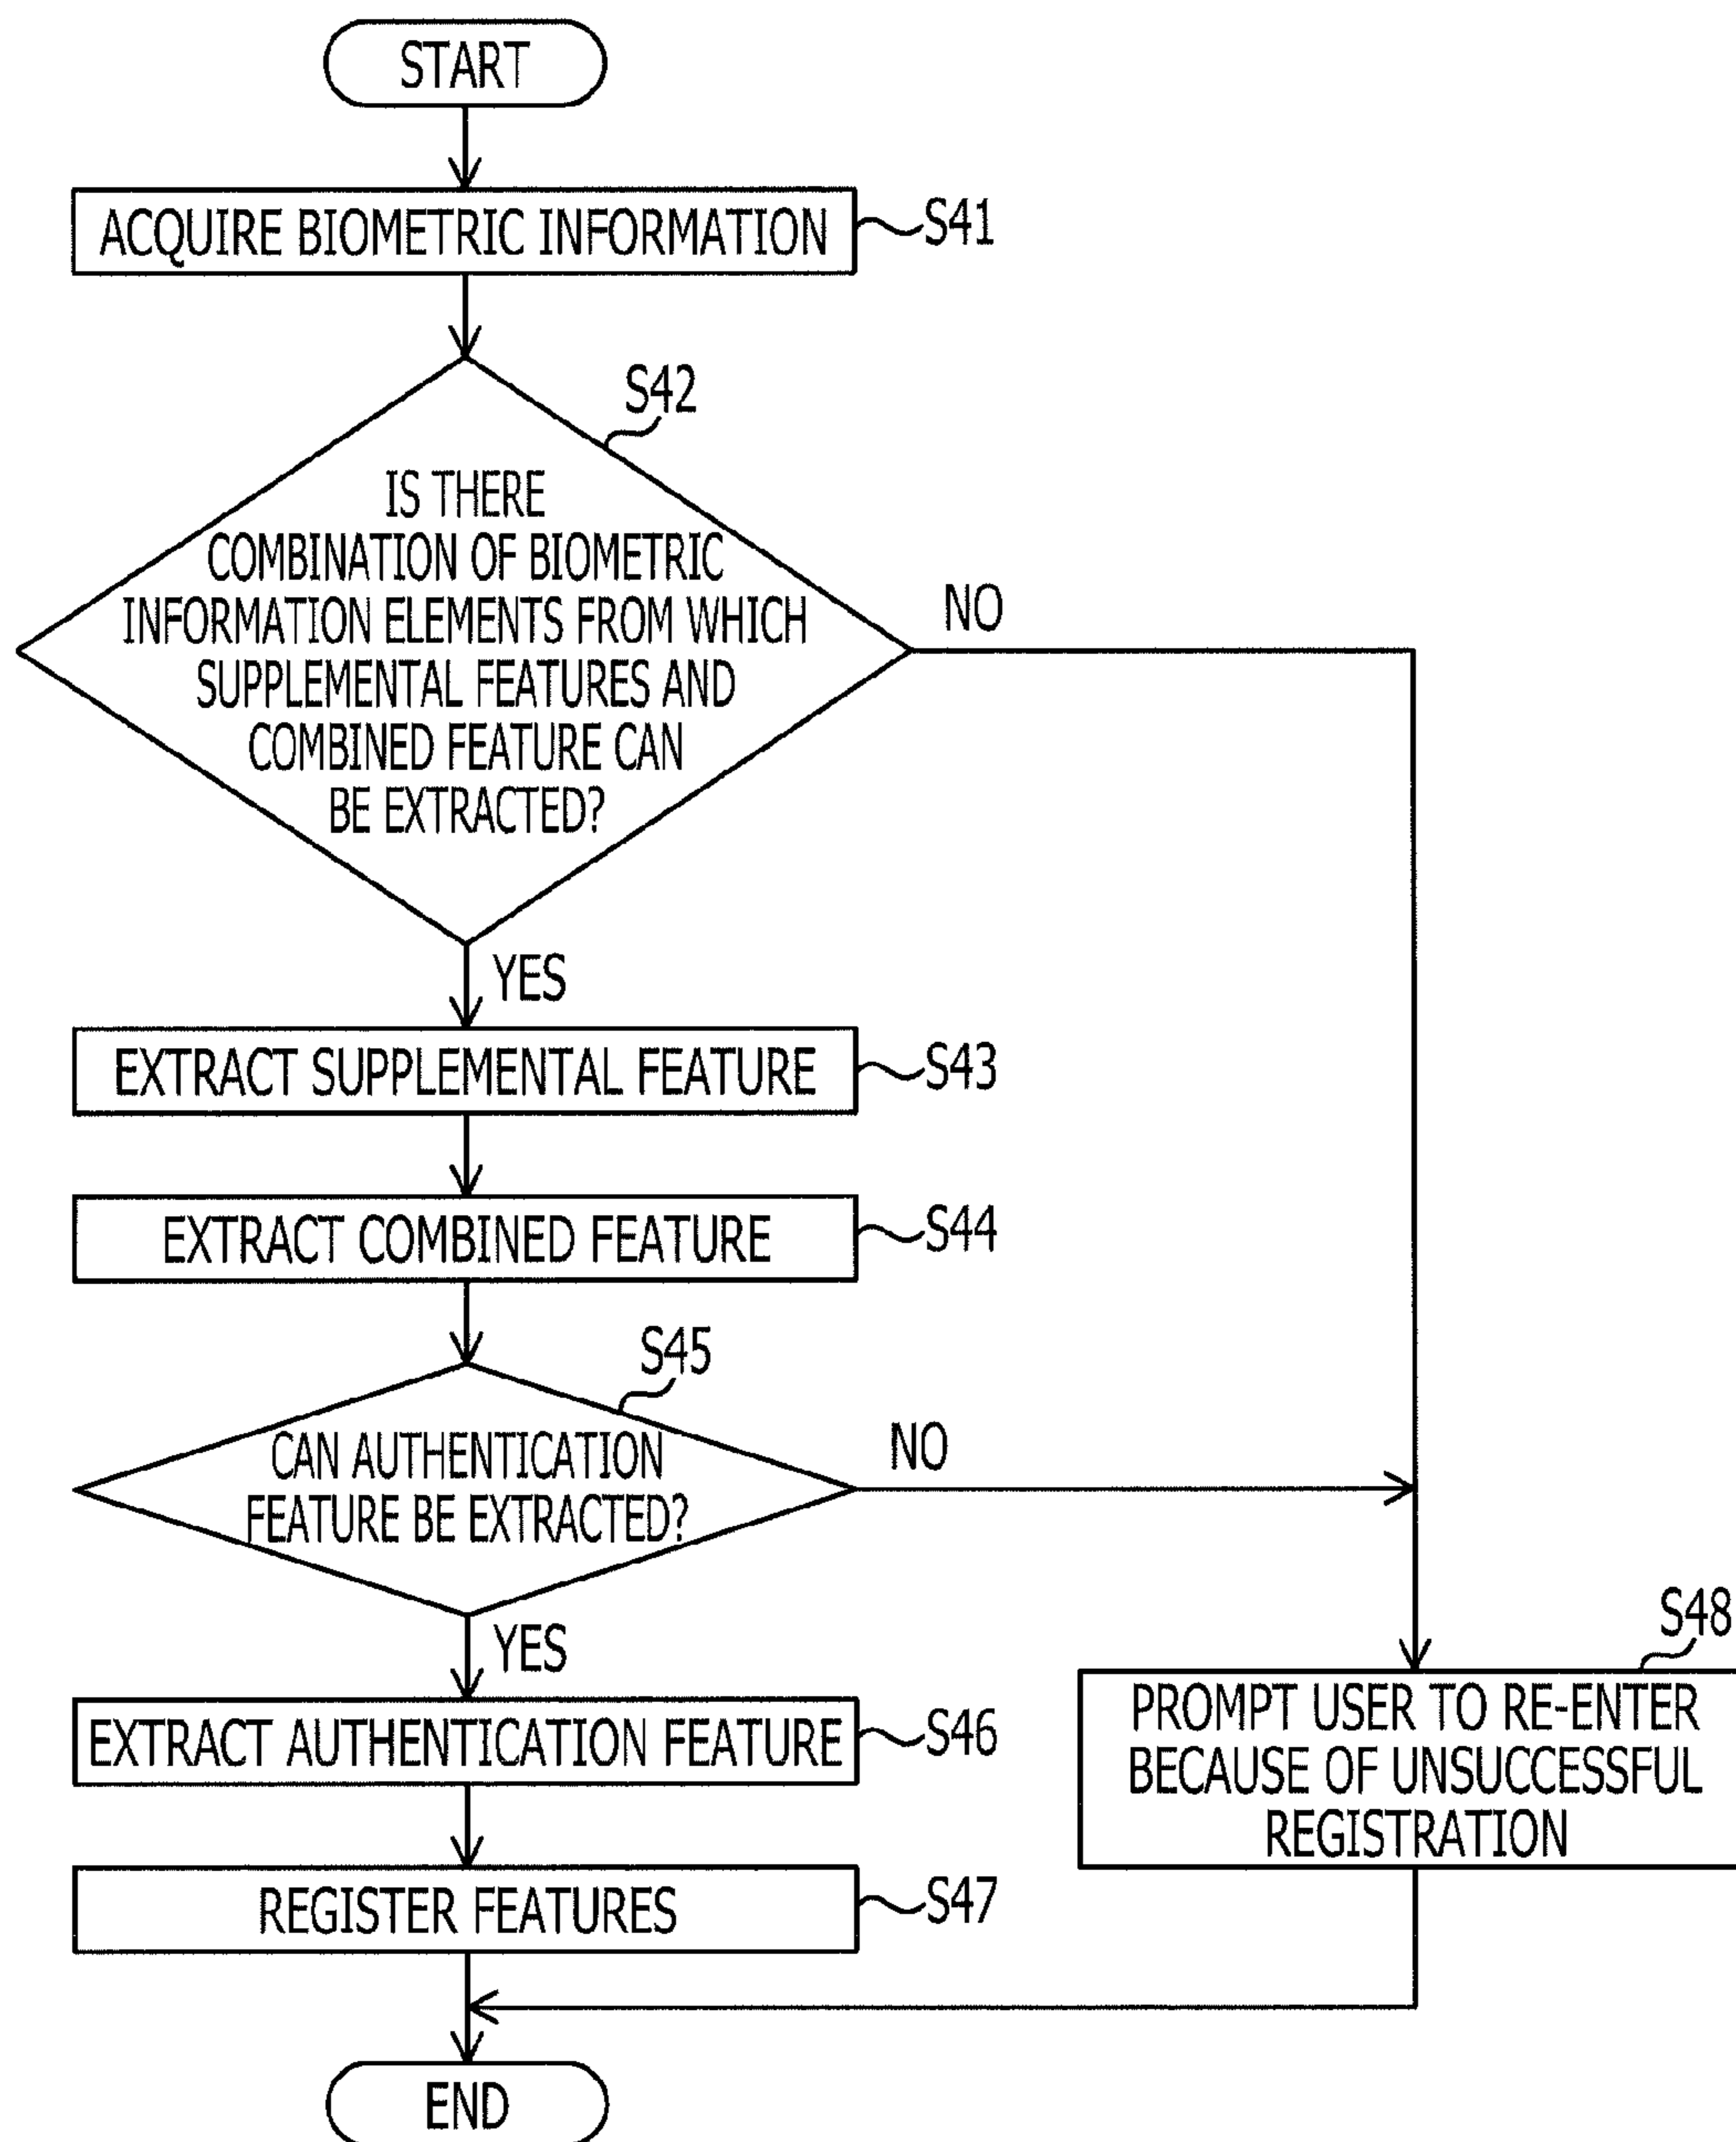 START
ACQUIRE BIOMETRIC INFORMATION
S41
S42
IS THERE
COMBINATION OF BIOMETRIC
INFORMATION ELEMENTS FROM WHICH
SUPPLEMENTAL FEATURES AND
COMBINED FEATURE CAN
BE EXTRACTED?
NO
YES
EXTRACT SUPPLEMENTAL FEATURE
S43
EXTRACT COMBINED FEATURE
S44
S45
CAN AUTHENTICATION
FEATURE BE EXTRACTED?
NO
YES
EXTRACT AUTHENTICATION FEATURE
S46
S48
PROMPT USER TO RE-ENTER
BECAUSE OF UNSUCCESSFUL
REGISTRATION
REGISTER FEATURES
S47
END